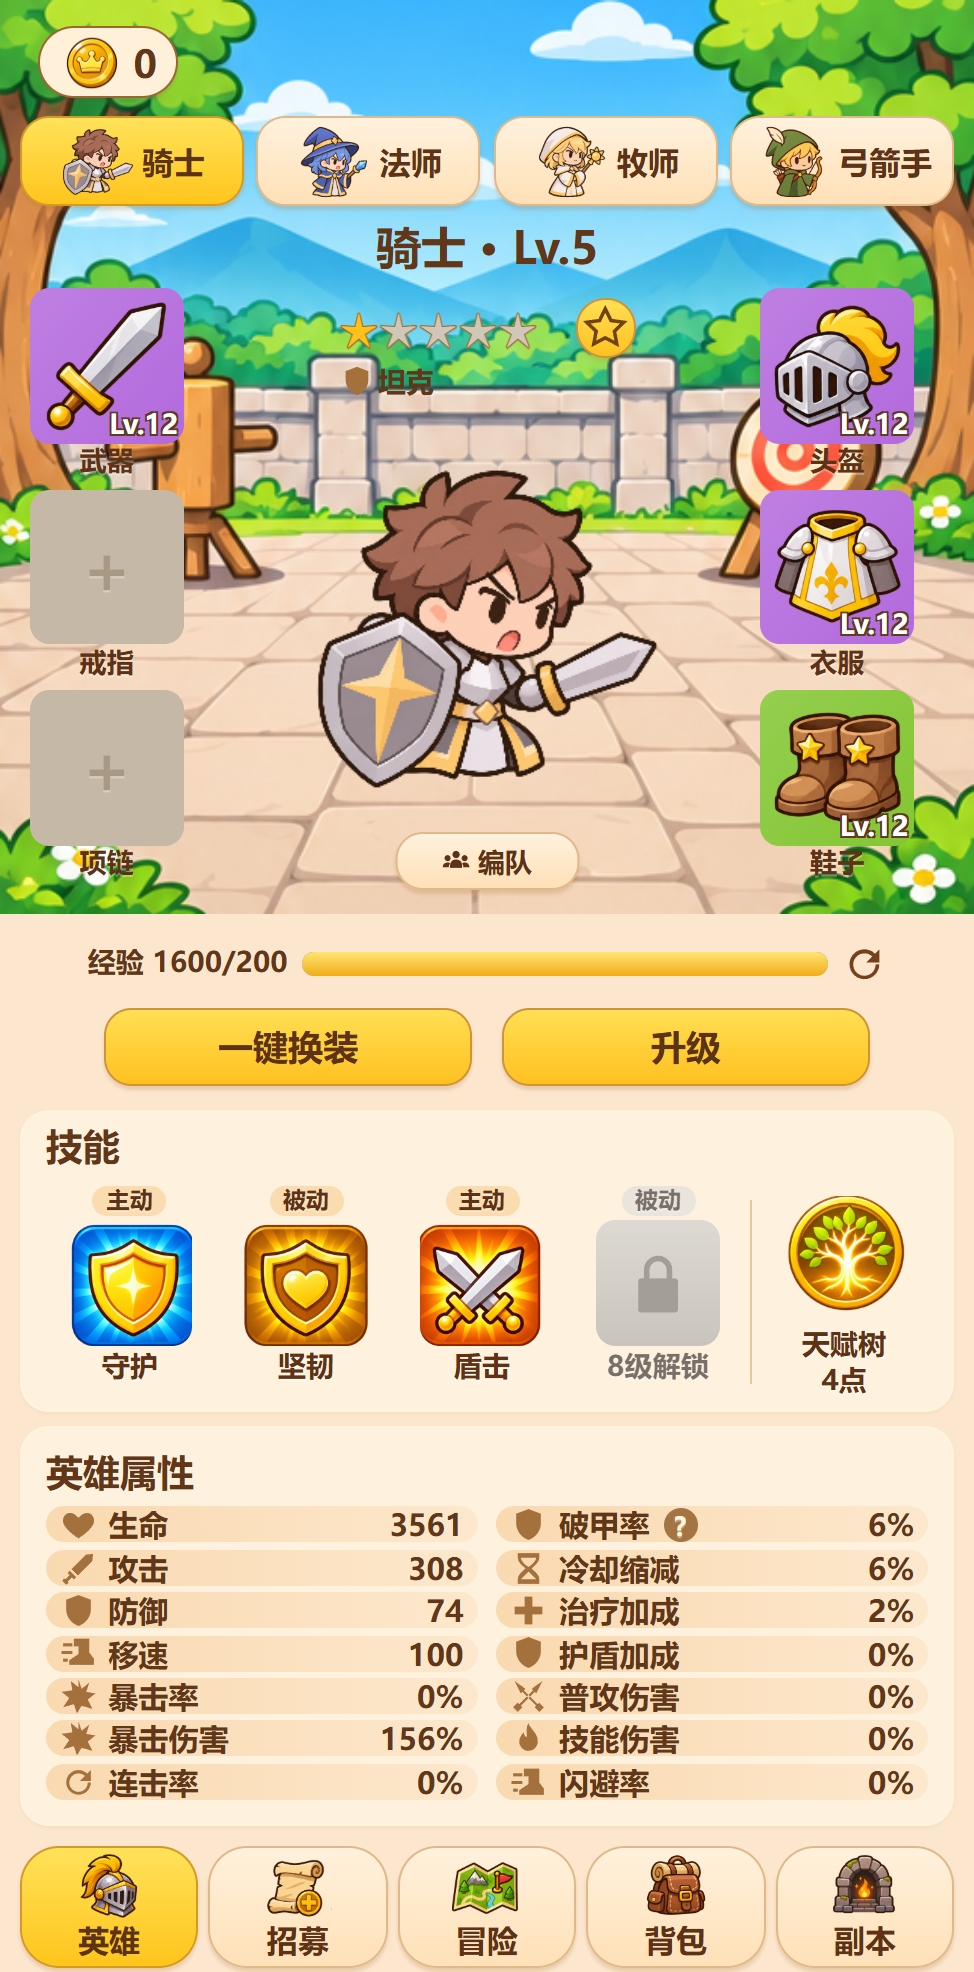 0
骑士
法师
牧师
弓箭手
骑士 • Lv.5
坦克
Lv.12
武器
Lv.12
头盔
+
戒指
Lv.12
衣服
+
项链
Lv.12
鞋子
编队
经验 1600/200
一键换装
升级
技能
主动
被动
主动
被动
守护
坚韧
盾击
8级解锁
天赋树
4点
英雄属性
生命 3561
破甲率 ? 6%
攻击 308
冷却缩减 6%
防御 74
治疗加成 2%
移速 100
护盾加成 0%
暴击率 0%
普攻伤害 0%
暴击伤害 156%
技能伤害 0%
连击率 0%
闪避率 0%
英雄
招募
冒险
背包
副本